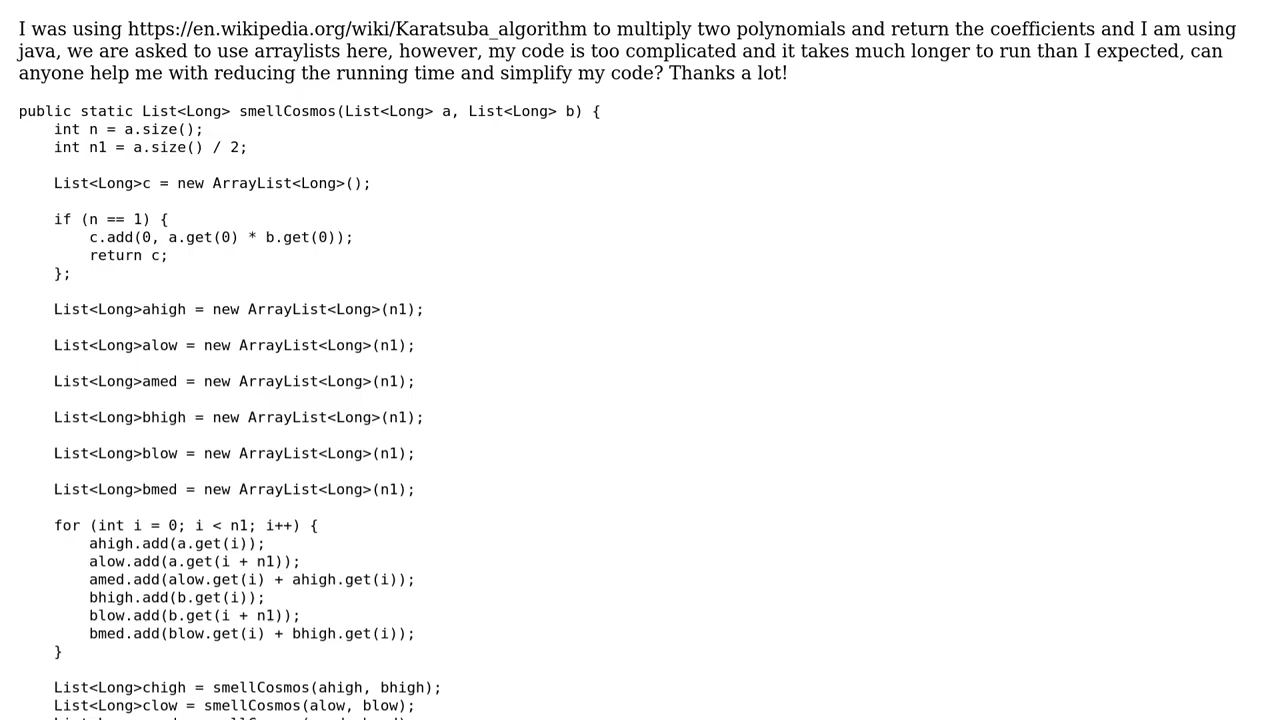 I was using https://en.wikipedia.org/wiki/Karatsuba_algorithm to multiply two polynomials and return the coefficients and I am using
java, we are asked to use arraylists here, however, my code is too complicated and it takes much longer to run than I expected, can
anyone help me with reducing the running time and simplify my code? Thanks a lot!
public static List<Long> smellCosmos(List<Long> a, List<Long> b) {
    int n = a.size();
    int n1 = a.size() / 2;
    List<Long>c = new ArrayList<Long>();
    if (n == 1) {
        c.add(0, a.get(0) * b.get(0));
        return c;
    };
    List<Long>ahigh = new ArrayList<Long>(n1);
    List<Long>alow = new ArrayList<Long>(n1);
    List<Long>amed = new ArrayList<Long>(n1);
    List<Long>bhigh = new ArrayList<Long>(n1);
    List<Long>blow = new ArrayList<Long>(n1);
    List<Long>bmed = new ArrayList<Long>(n1);
    for (int i = 0; i < n1; i++) {
        ahigh.add(a.get(i));
        alow.add(a.get(i + n1));
        amed.add(alow.get(i) + ahigh.get(i));
        bhigh.add(b.get(i));
        blow.add(b.get(i + n1));
        bmed.add(blow.get(i) + bhigh.get(i));
    }
    List<Long>chigh = smellCosmos(ahigh, bhigh);
    List<Long>clow = smellCosmos(alow, blow);